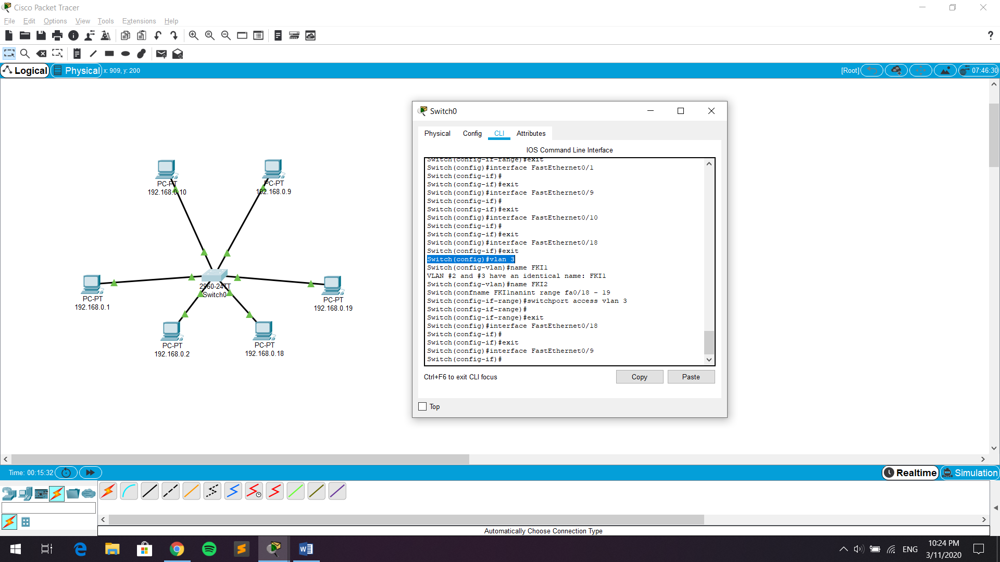 Cisco Packet Tracer
File Edit Options View Tools Extensions Help
Logical Physical x: 909, y: 200 [Root] 07:46:30
PC-PT
192.168.0.10
PC-PT
192.168.0.9
PC-PT
192.168.0.1
2960-24TT
Switch0
PC-PT
192.168.0.19
PC-PT
192.168.0.2
PC-PT
192.168.0.18
Switch0
Physical Config CLI Attributes
IOS Command Line Interface
Switch(config-if-range)#exit
Switch(config)#interface FastEthernet0/1
Switch(config-if)#
Switch(config-if)#exit
Switch(config)#interface FastEthernet0/9
Switch(config-if)#
Switch(config-if)#exit
Switch(config)#interface FastEthernet0/10
Switch(config-if)#
Switch(config-if)#exit
Switch(config)#interface FastEthernet0/18
Switch(config-if)#exit
Switch(config)#vlan 3
Switch(config-vlan)#name FKI1
VLAN #2 and #3 have an identical name: FKI1
Switch(config-vlan)#name FKI2
Switch(confname FKI1nanint range fa0/18 - 19
Switch(config-if-range)#switchport access vlan 3
Switch(config-if-range)#
Switch(config-if-range)#exit
Switch(config)#interface FastEthernet0/18
Switch(config-if)#
Switch(config-if)#exit
Switch(config)#interface FastEthernet0/9
Switch(config-if)#
Ctrl+F6 to exit CLI focus Copy Paste
Top
Time: 00:15:32 Realtime Simulation
Automatically Choose Connection Type
ENG 10:24 PM
3/11/2020